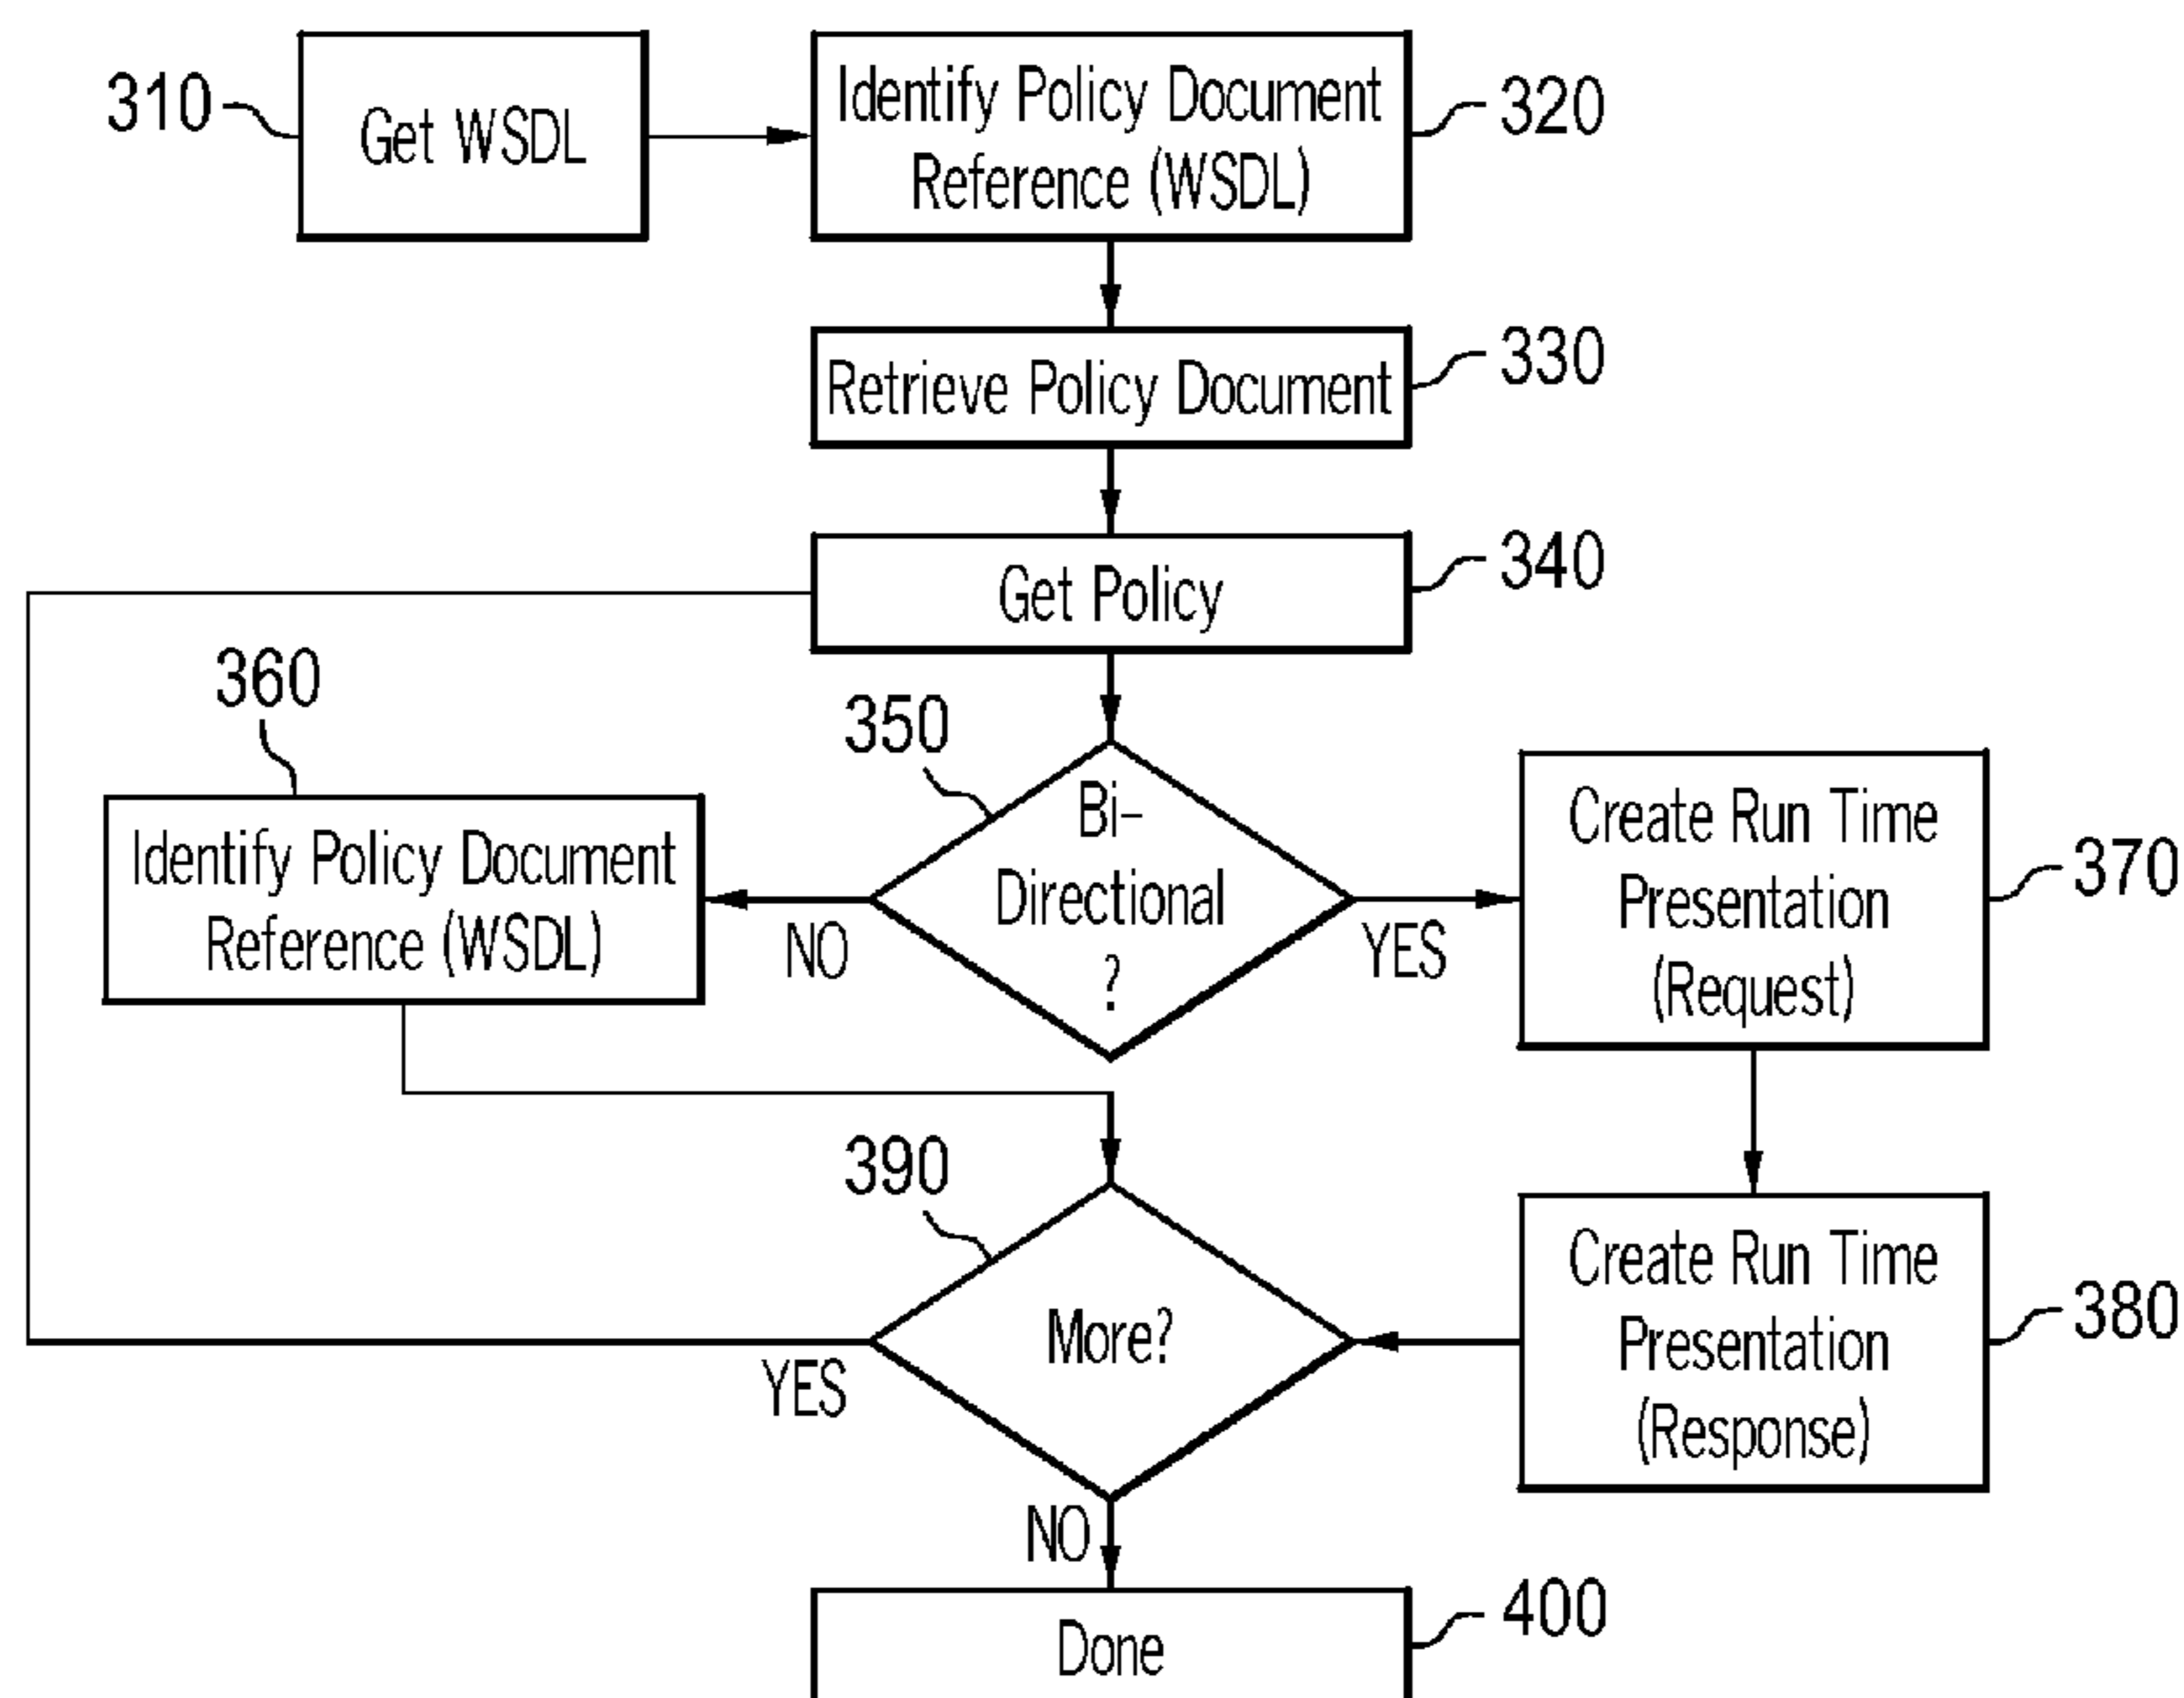 310
Get WSDL
Identify Policy Document
Reference (WSDL)
320
Retrieve Policy Document
330
Get Policy
340
350
Bi-
Directional
?
NO
YES
360
Identify Policy Document
Reference (WSDL)
Create Run Time
Presentation
(Request)
370
Create Run Time
Presentation
(Response)
380
390
More?
YES
NO
Done
400